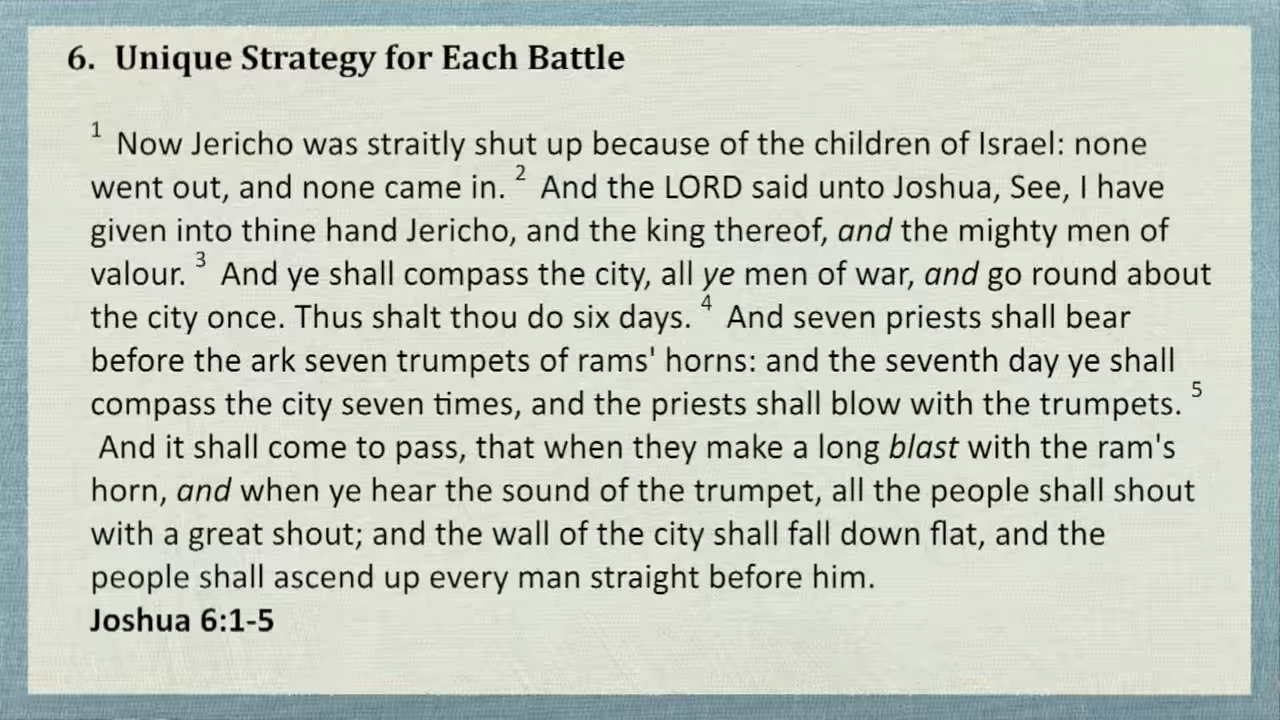 6. Unique Strategy for Each Battle
1 Now Jericho was straitly shut up because of the children of Israel: none
went out, and none came in. 2 And the LORD said unto Joshua, See, I have
given into thine hand Jericho, and the king thereof, and the mighty men of
valour. 3 And ye shall compass the city, all ye men of war, and go round about
the city once. Thus shalt thou do six days. 4 And seven priests shall bear
before the ark seven trumpets of rams' horns: and the seventh day ye shall
compass the city seven times, and the priests shall blow with the trumpets. 5
And it shall come to pass, that when they make a long blast with the ram's
horn, and when ye hear the sound of the trumpet, all the people shall shout
with a great shout; and the wall of the city shall fall down flat, and the
people shall ascend up every man straight before him.
Joshua 6:1-5